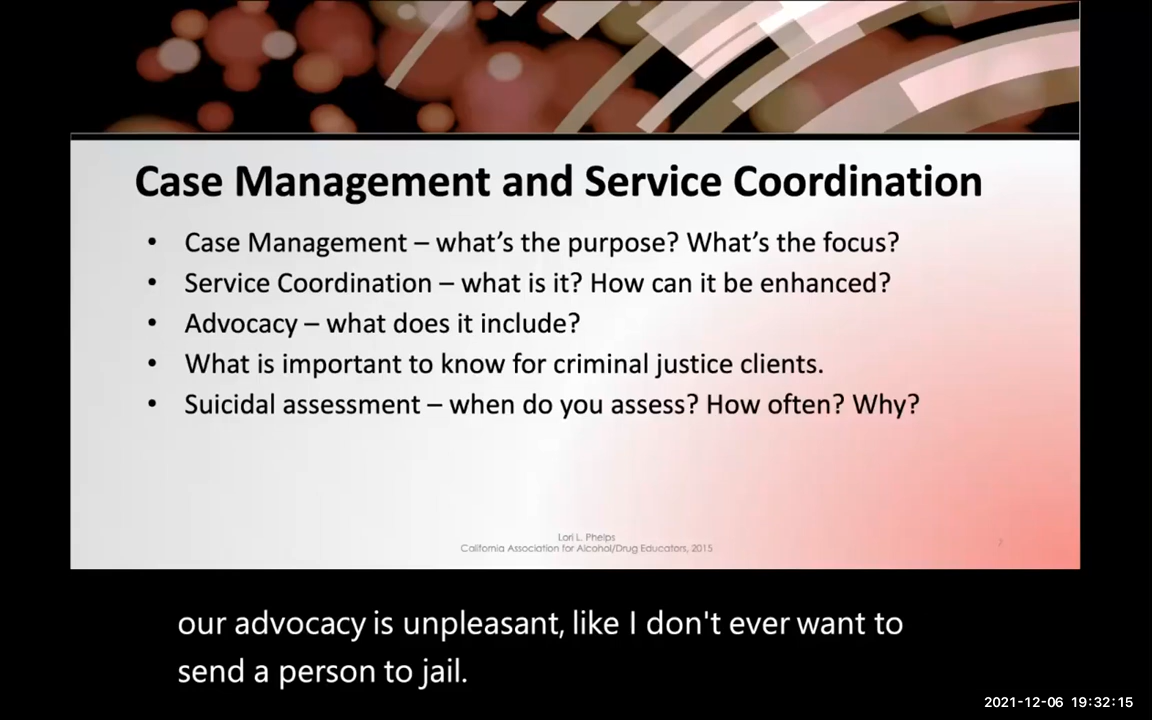 Case Management and Service Coordination
• Case Management – what's the purpose? What's the focus?
• Service Coordination – what is it? How can it be enhanced?
• Advocacy – what does it include?
• What is important to know for criminal justice clients.
• Suicidal assessment – when do you assess? How often? Why?
Lori L. Phelps
California Association for Alcohol/Drug Educators, 2015
our advocacy is unpleasant, like I don't ever want to
send a person to jail.
2021-12-06 19:32:15